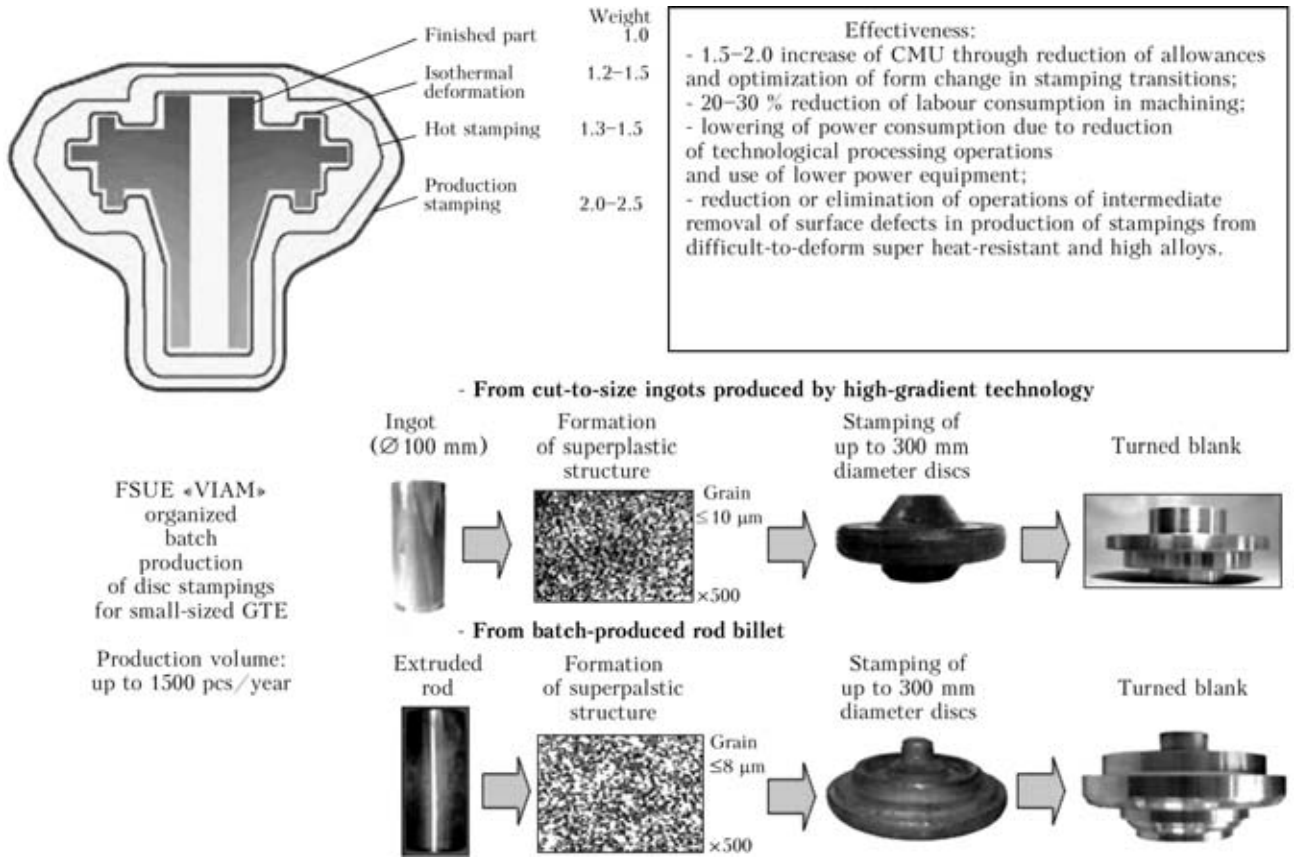 Weight
Finished part 1.0
Isothermal
deformation 1.2–1.5
Hot stamping 1.3–1.5
Production
stamping 2.0–2.5
Effectiveness:
- 1.5–2.0 increase of CMU through reduction of allowances
and optimization of form change in stamping transitions;
- 20–30 % reduction of labour consumption in machining;
- lowering of power consumption due to reduction
of technological processing operations
and use of lower power equipment;
- reduction or elimination of operations of intermediate
removal of surface defects in production of stampings from
difficult-to-deform super heat-resistant and high alloys.
FSUE «VIAM»
organized
batch
production
of disc stampings
for small-sized GTE
Production volume:
up to 1500 pcs/year
- From cut-to-size ingots produced by high-gradient technology
Ingot
(∅ 100 mm)
Formation
of superplastic
structure
Grain
≤ 10 μm
×500
Stamping of
up to 300 mm
diameter discs
Turned blank
- From batch-produced rod billet
Extruded
rod
Formation
of superpalstic
structure
Grain
≤8 μm
×500
Stamping of
up to 300 mm
diameter discs
Turned blank